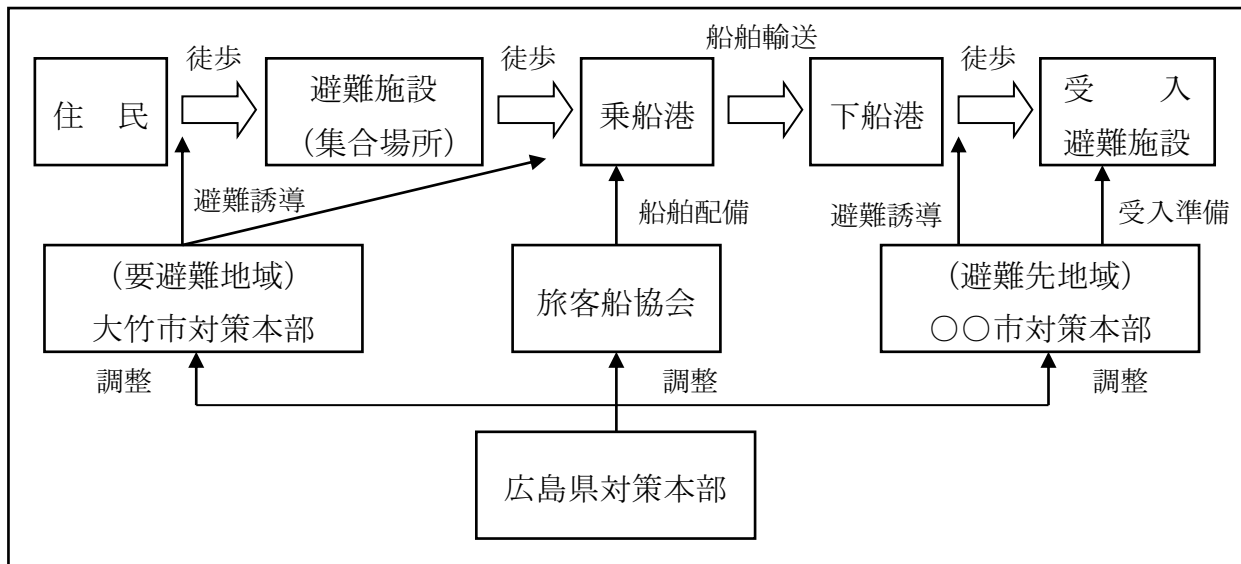 船舶輸送
徒歩
徒歩
徒歩
住　民
避難施設
(集合場所)
乗船港
下船港
受　入
避難施設
避難誘導
船舶配備
避難誘導
受入準備
(要避難地域)
大竹市対策本部
旅客船協会
(避難先地域)
○○市対策本部
調整
調整
調整
広島県対策本部